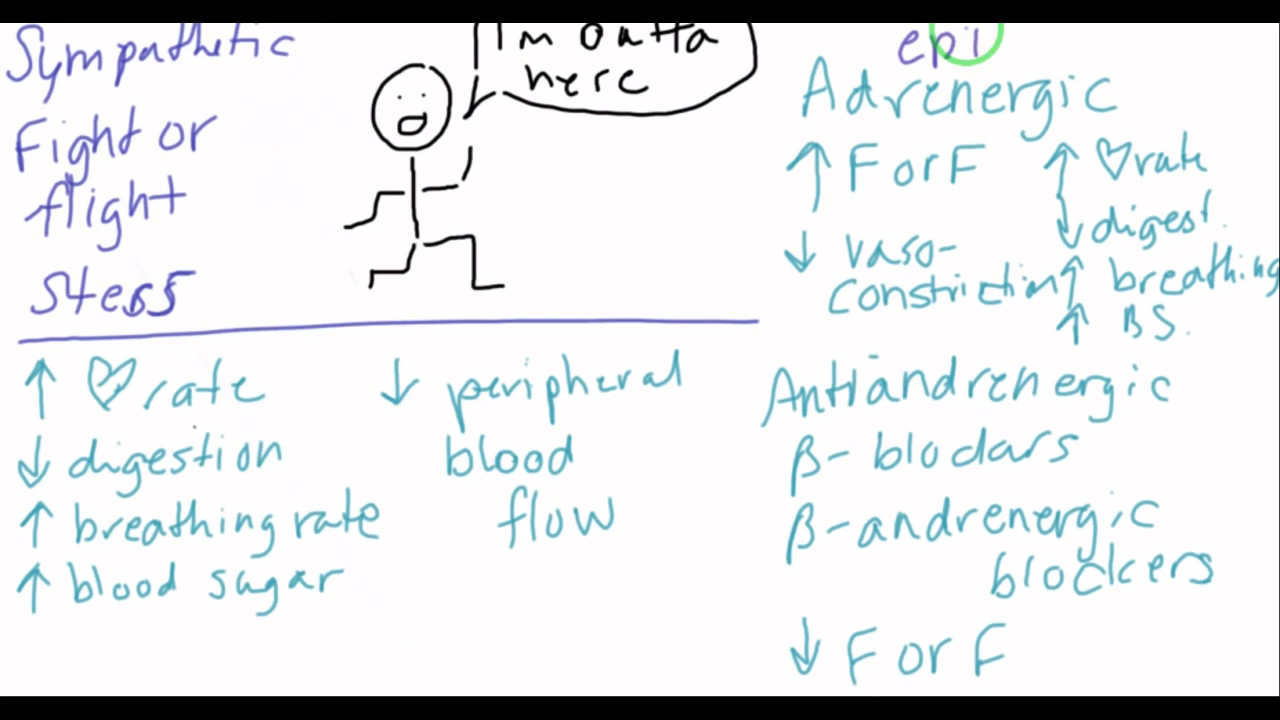 Sympathetic
Fight or
flight
Stess
I'm outta
here
↑ ♡ rate
↓ digestion
↑ breathing rate
↑ blood sugar
↓ peripheral
blood
flow
epi
Adrenergic
↑ F or F
↓ vaso-
constriction
↑ ♡ rate
↓ digest.
↑ breathing
↑ BS.
Antiandrenergic
β- blockars
β-andrenergic
blockers
↓ F or F